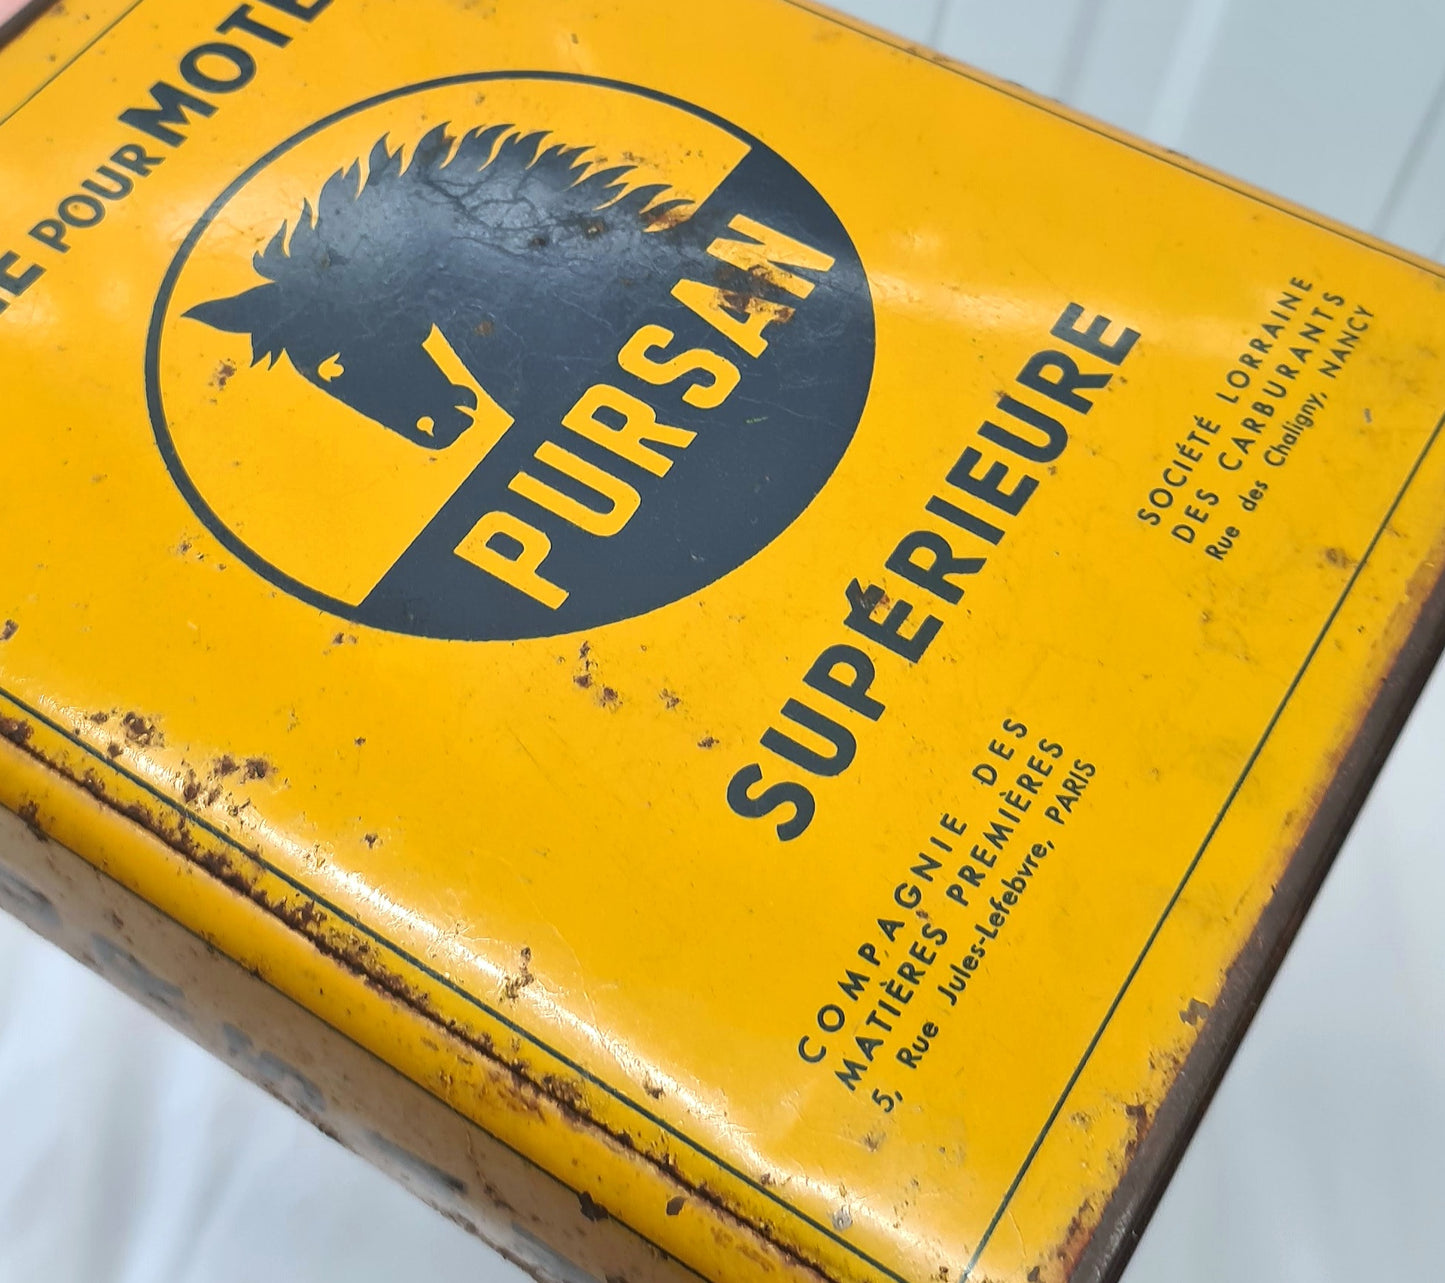 POUR
PURSAN
SUPÉRIEURE
COMPAGNIE DES
MATIÈRES PREMIÈRES
5, Rue Jules-Lefebvre, PARIS
SOCIÉTÉ LORRAINE
DES CARBURANTS
Rue des Chaligny, NANCY